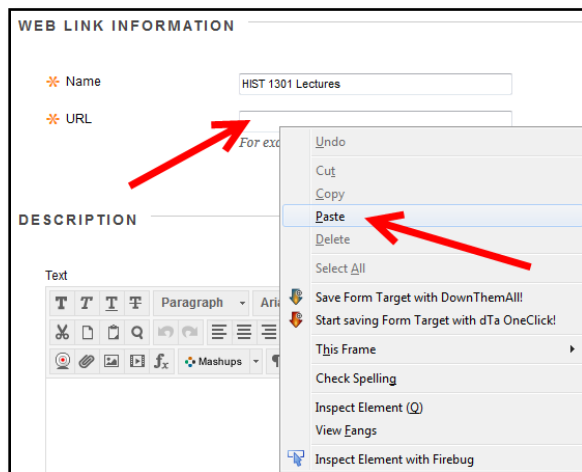 WEB LINK INFORMATION
Name
HIST 1301 Lectures
URL
For exa
Undo
Cut
Copy
Paste
Delete
Select All
Save Form Target with DownThemAll!
Start saving Form Target with dTa OneClick!
This Frame
Check Spelling
Inspect Element (Q)
View Fangs
Inspect Element with Firebug
DESCRIPTION
Text
T T T T Paragraph Aria
fx Mashups ¶